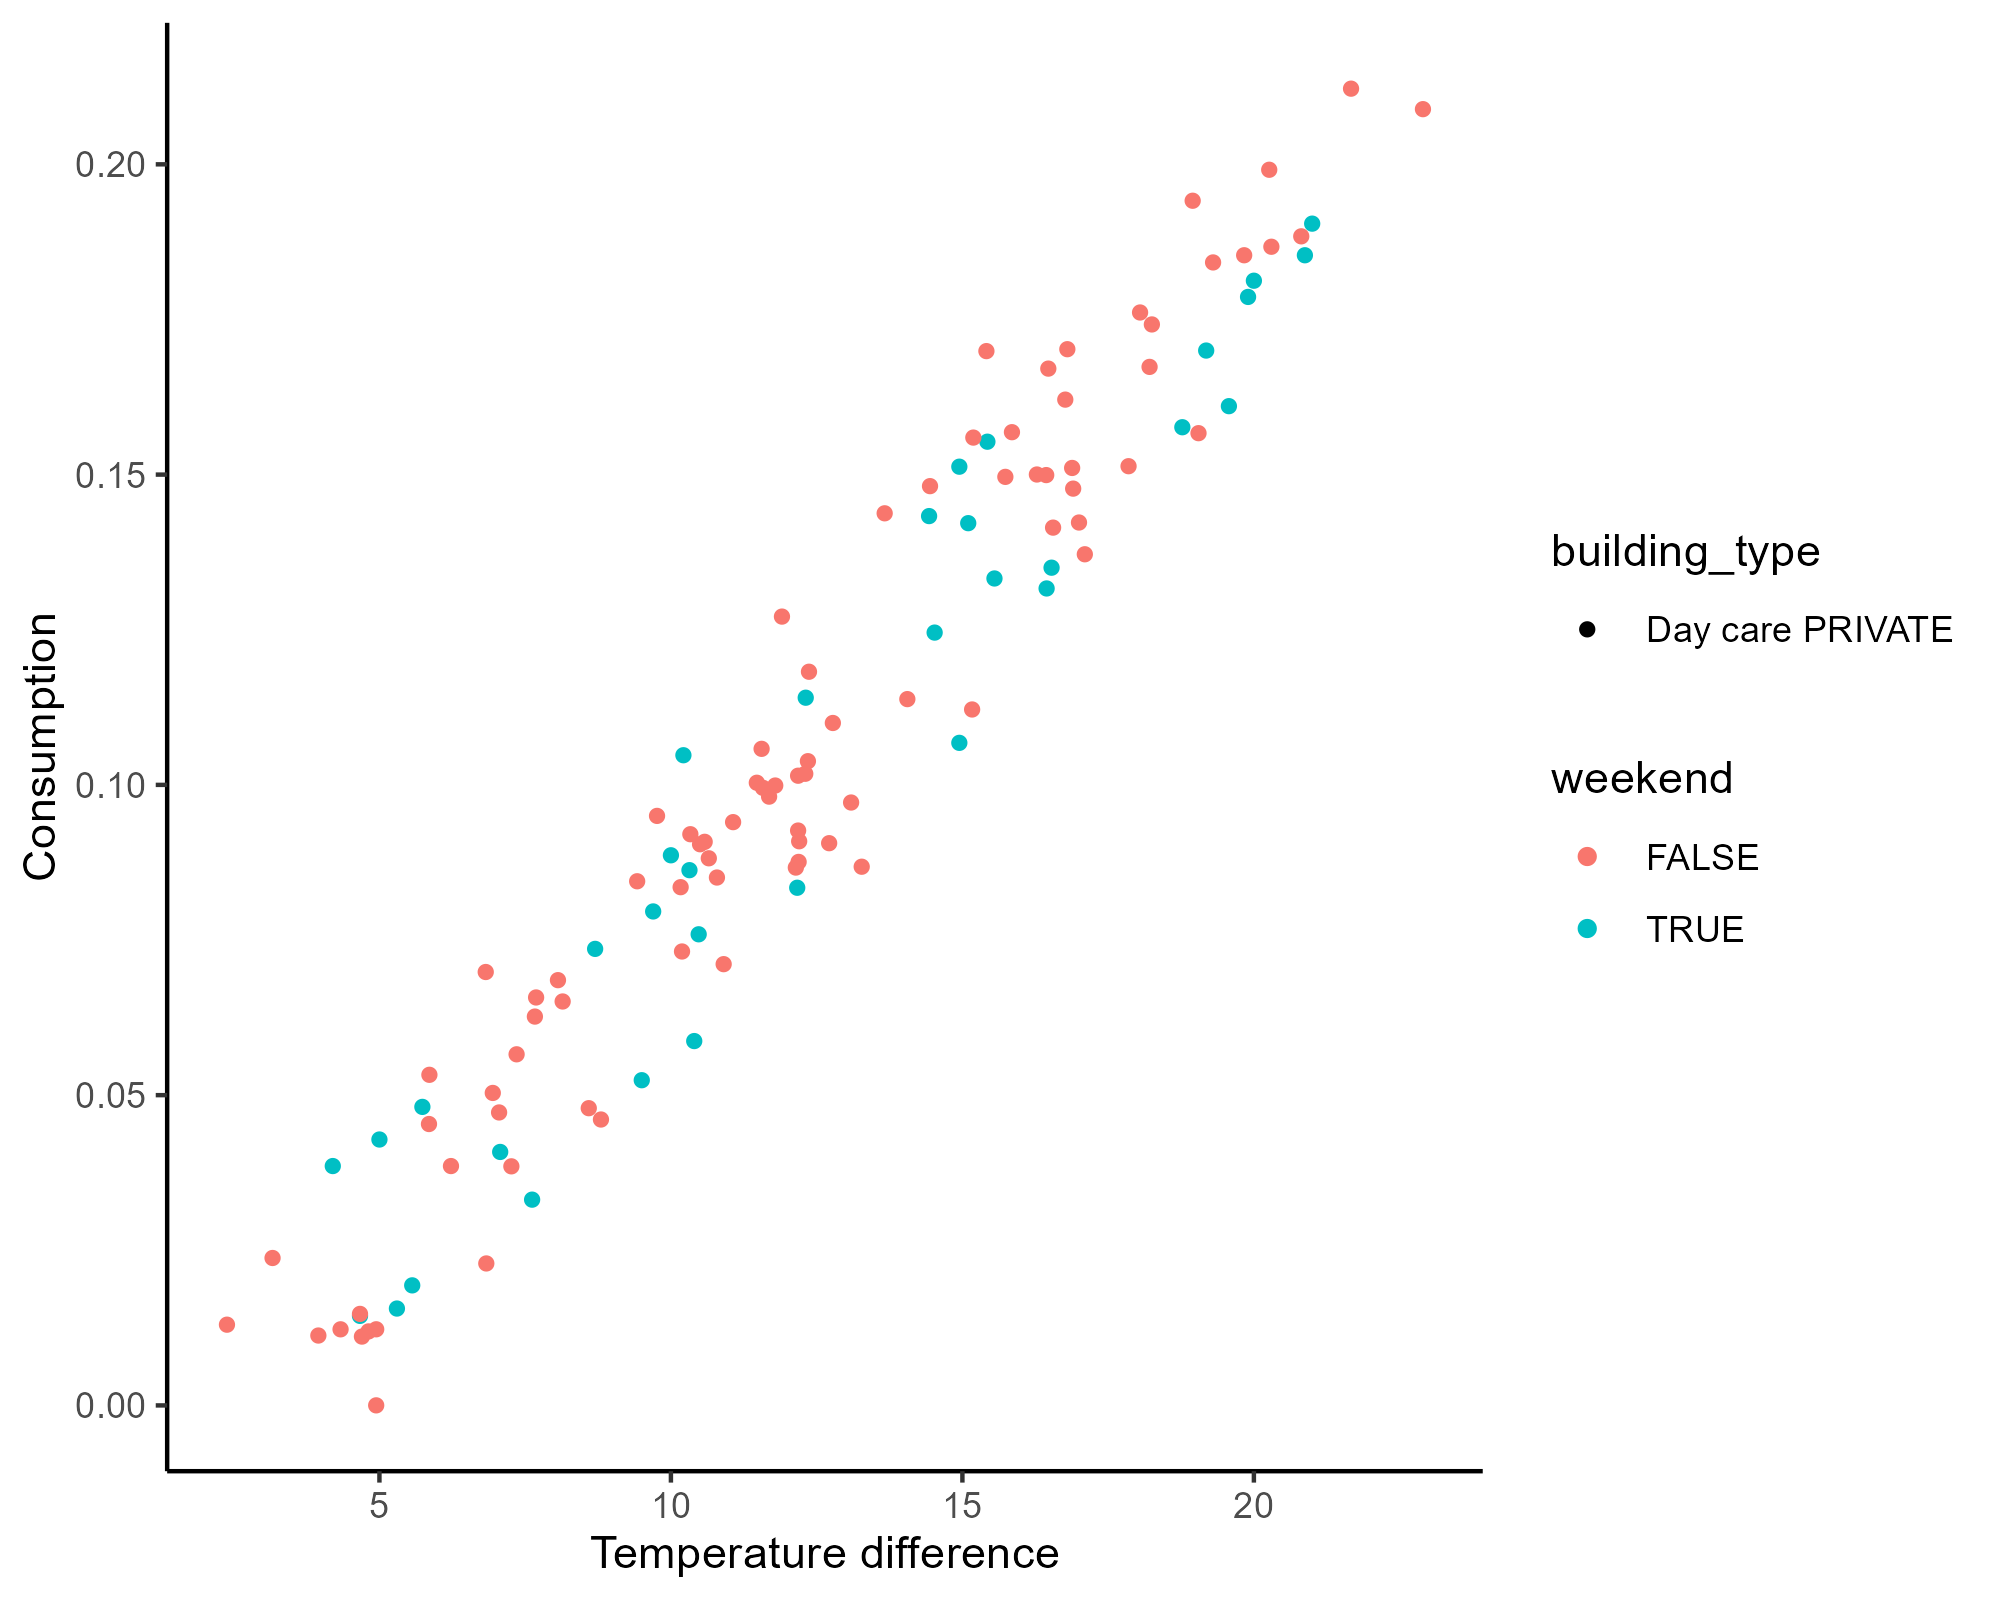 0.20
0.15
0.10
0.05
0.00
Consumption
5 10 15 20
Temperature difference
building_type
Day care PRIVATE
weekend
FALSE
TRUE